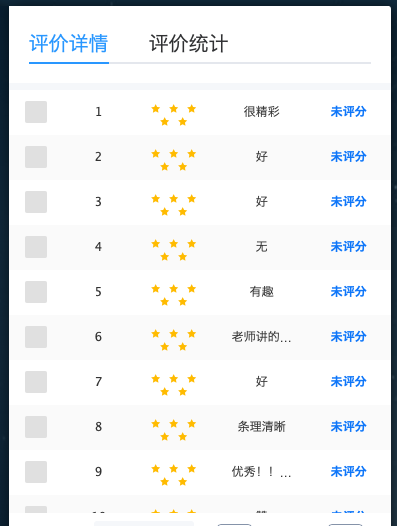 评价详情 评价统计
1 很精彩 未评分
2 好 未评分
3 好 未评分
4 无 未评分
5 有趣 未评分
6 老师讲的... 未评分
7 好 未评分
8 条理清晰 未评分
9 优秀！！... 未评分